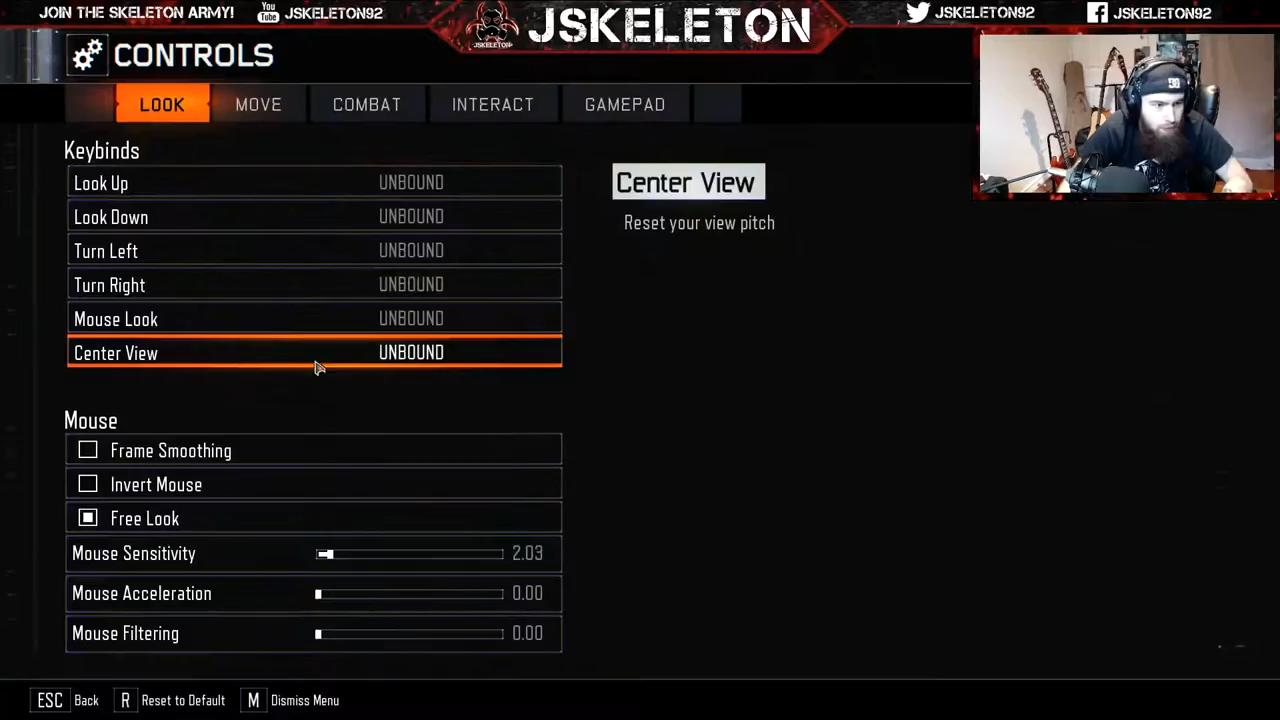 JOIN THE SKELETON ARMY!
You Tube JSKELETON92
JSKELETON
JSKELETON
JSKELETON92
JSKELETON92
CONTROLS
LOOK MOVE COMBAT INTERACT GAMEPAD
Keybinds
Look Up UNBOUND
Look Down UNBOUND
Turn Left UNBOUND
Turn Right UNBOUND
Mouse Look UNBOUND
Center View UNBOUND
Center View
Reset your view pitch
Mouse
Frame Smoothing
Invert Mouse
Free Look
Mouse Sensitivity 2.03
Mouse Acceleration 0.00
Mouse Filtering 0.00
ESC Back R Reset to Default M Dismiss Menu